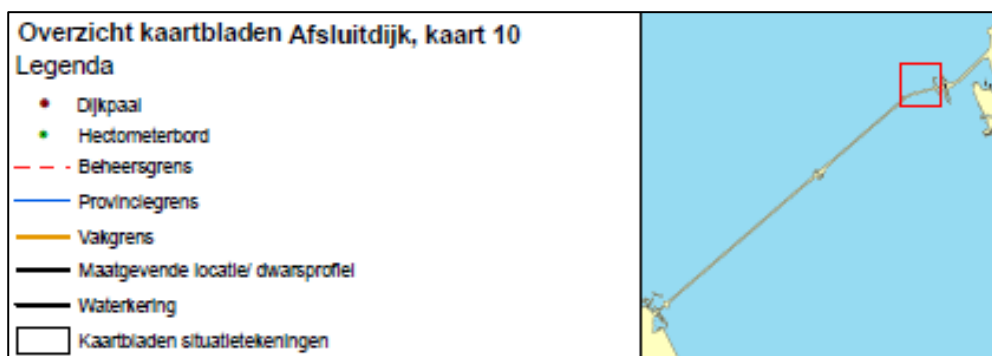 Overzicht kaartbladen Afsluitdijk, kaart 10
Legenda
Dijkpaal
Hectometerbord
Beheersgrens
Provinciegrens
Vakgrens
Maatgevende locatie/ dwarsprofiel
Waterkering
Kaartbladen situatietekeningen